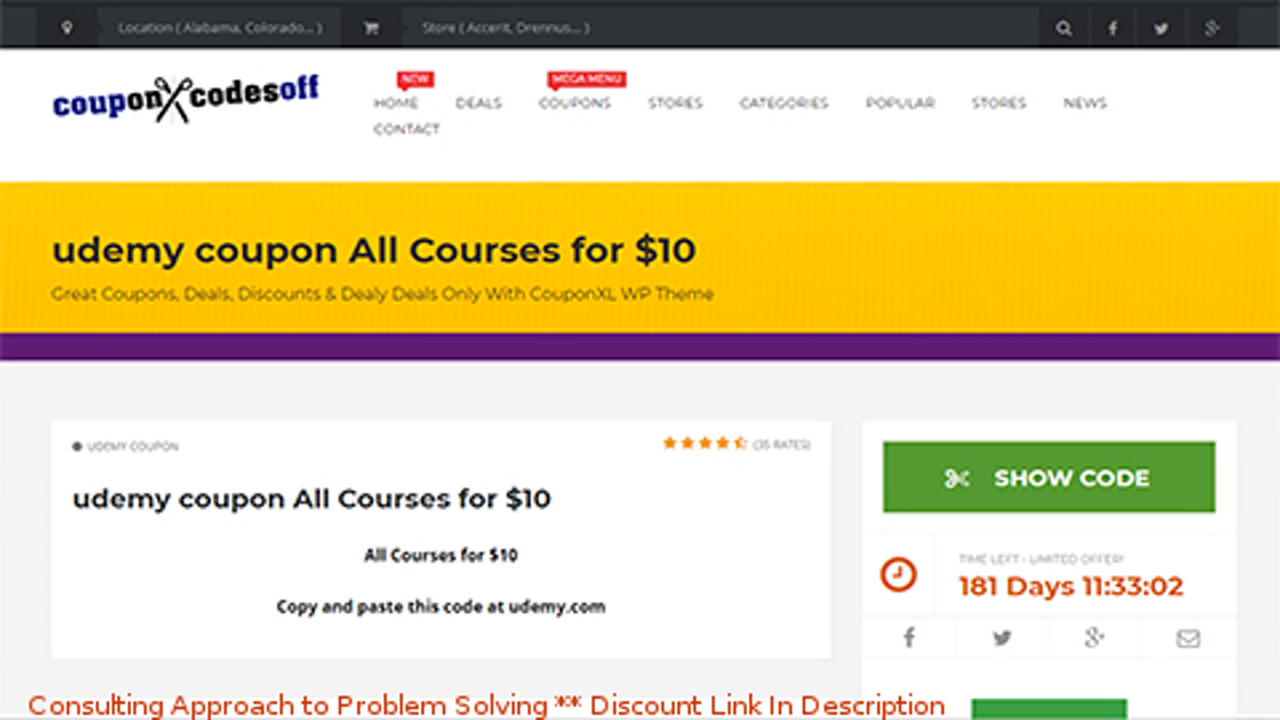 Location ( Alabama, Colorado... ) Store ( Accent, Drennus... )
couponXcodesoff
NEW MEGA MENU
HOME DEALS COUPONS STORES CATEGORIES POPULAR STORES NEWS
CONTACT
udemy coupon All Courses for $10
Great Coupons, Deals, Discounts & Dealy Deals Only With CouponXL WP Theme
UDEMY COUPON (35 RATES)
SHOW CODE
udemy coupon All Courses for $10
All Courses for $10
TIME LEFT - LIMITED OFFER!
181 Days 11:33:02
Copy and paste this code at udemy.com
Consulting Approach to Problem Solving ** Discount Link In Description